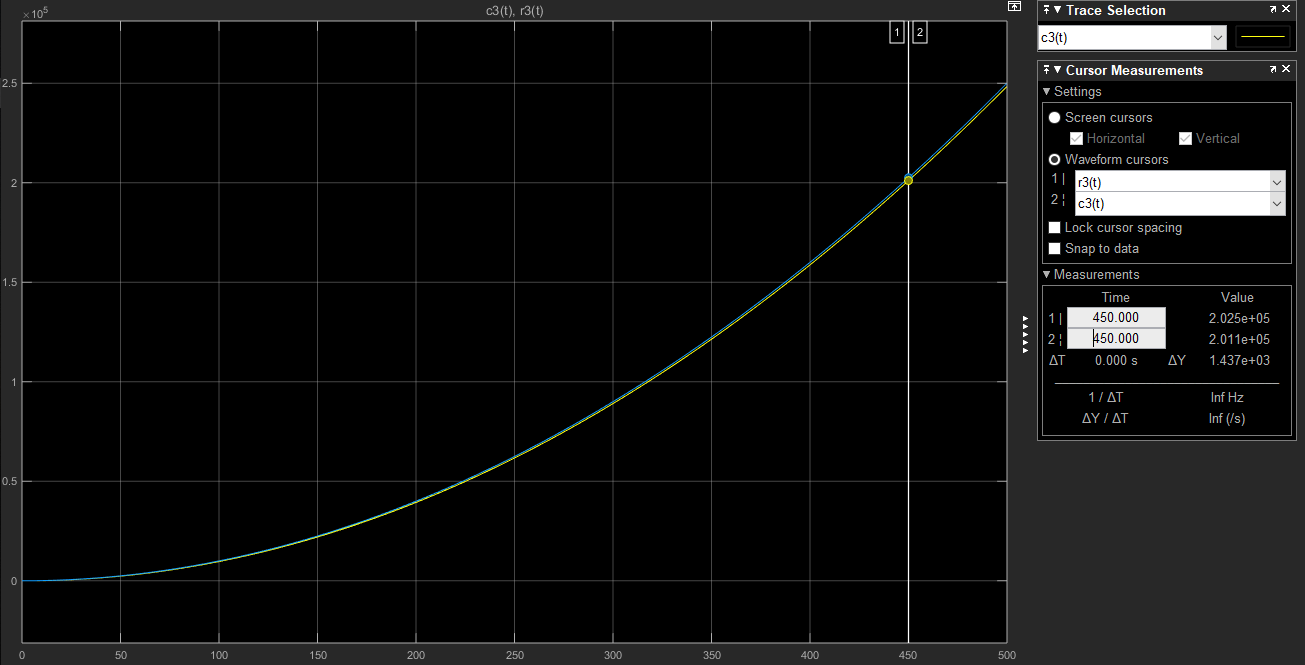 c3(t), r3(t)
×10⁵
2.5
2
1.5
1
0.5
0
0 50 100 150 200 250 300 350 400 450 500
1 2
Trace Selection
c3(t)
Cursor Measurements
Settings
Screen cursors
Horizontal Vertical
Waveform cursors
1 | r3(t)
2 ¦ c3(t)
Lock cursor spacing
Snap to data
Measurements
Time Value
1 | 450.000 2.025e+05
2 ¦ 450.000 2.011e+05
ΔT 0.000 s ΔY 1.437e+03
1 / ΔT Inf Hz
ΔY / ΔT Inf (/s)